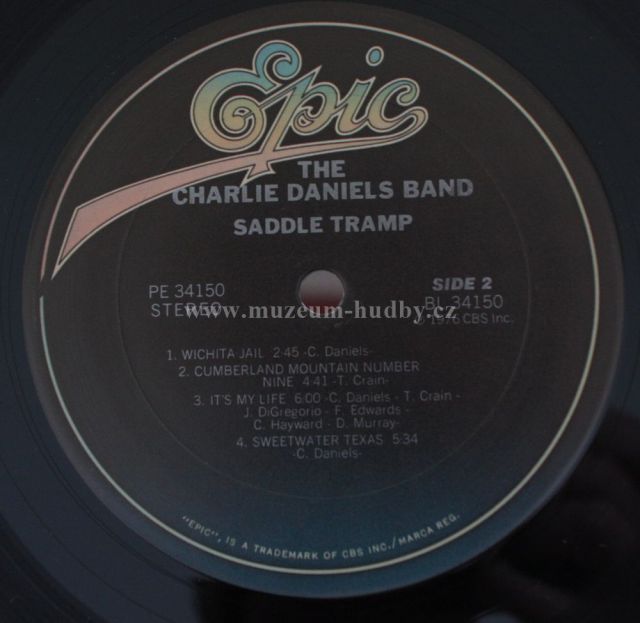 Epic
THE
CHARLIE DANIELS BAND
SADDLE TRAMP
PE 34150
STEREO
SIDE 2
BL 34150
℗ 1976 CBS Inc.
www.muzeum-hudby.cz
1. WICHITA JAIL 2:45 -C. Daniels-
2. CUMBERLAND MOUNTAIN NUMBER
NINE 4:41 -T. Crain-
3. IT'S MY LIFE 6:00 -C. Daniels - T. Crain -
J. DiGregorio - F. Edwards -
C. Hayward - D. Murray-
4. SWEETWATER TEXAS 5:34
-C. Daniels-
"EPIC", IS A TRADEMARK OF CBS INC./MARCA REG.